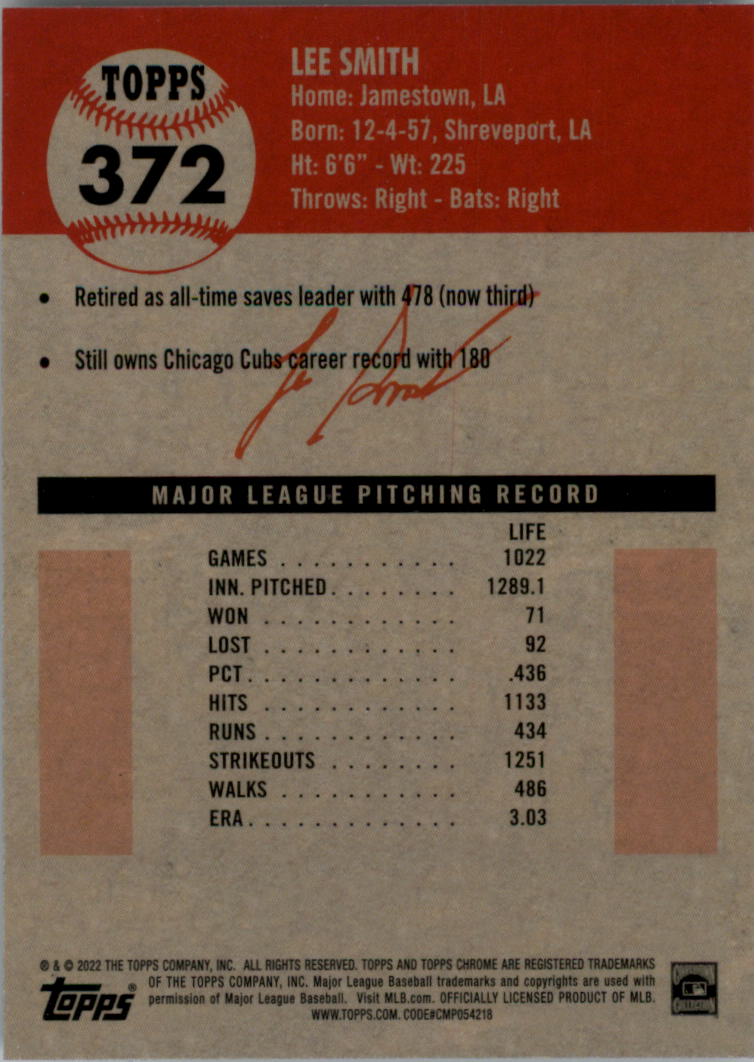 TOPPS
372
LEE SMITH
Home: Jamestown, LA
Born: 12-4-57, Shreveport, LA
Ht: 6'6" - Wt: 225
Throws: Right - Bats: Right
• Retired as all-time saves leader with 478 (now third)
• Still owns Chicago Cubs career record with 180
Lee Smith
MAJOR LEAGUE PITCHING RECORD
LIFE
GAMES . . . . . . . . . . . 1022
INN. PITCHED . . . . . . . . 1289.1
WON . . . . . . . . . . . . 71
LOST . . . . . . . . . . . . 92
PCT . . . . . . . . . . . . . .436
HITS . . . . . . . . . . . . 1133
RUNS . . . . . . . . . . . . 434
STRIKEOUTS . . . . . . . . 1251
WALKS . . . . . . . . . . . 486
ERA . . . . . . . . . . . . . 3.03
® & © 2022 THE TOPPS COMPANY, INC. ALL RIGHTS RESERVED. TOPPS AND TOPPS CHROME ARE REGISTERED TRADEMARKS
OF THE TOPPS COMPANY, INC. Major League Baseball trademarks and copyrights are used with
permission of Major League Baseball. Visit MLB.com. OFFICIALLY LICENSED PRODUCT OF MLB.
WWW.TOPPS.COM. CODE#CMP054218
topps®